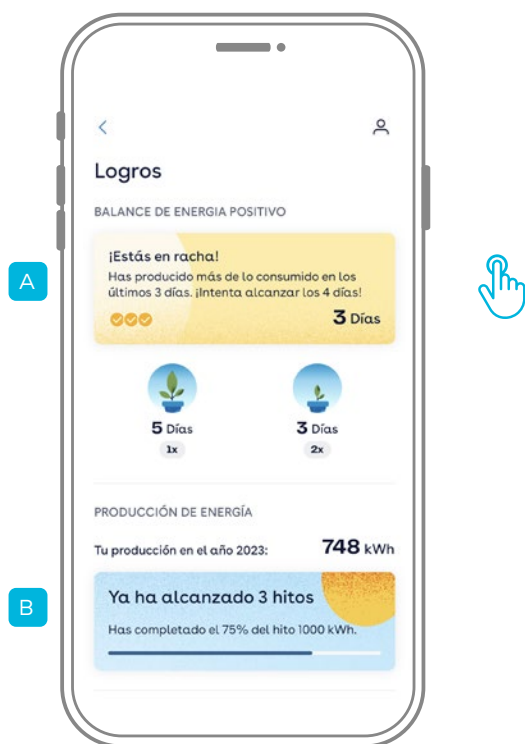 Logros
BALANCE DE ENERGIA POSITIVO
A
¡Estás en racha!
Has producido más de lo consumido en los
últimos 3 días. ¡Intenta alcanzar los 4 días!
3 Días
5 Días
3 Días
1x
2x
PRODUCCIÓN DE ENERGÍA
Tu producción en el año 2023:
748 kWh
B
Ya ha alcanzado 3 hitos
Has completado el 75% del hito 1000 kWh.